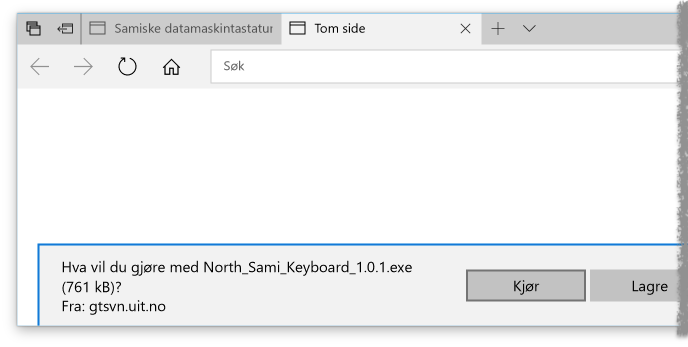 Samiske datamaskintastatur
Tom side
Søk
Hva vil du gjøre med North_Sami_Keyboard_1.0.1.exe
(761 kB)?
Fra: gtsvn.uit.no
Kjør
Lagre